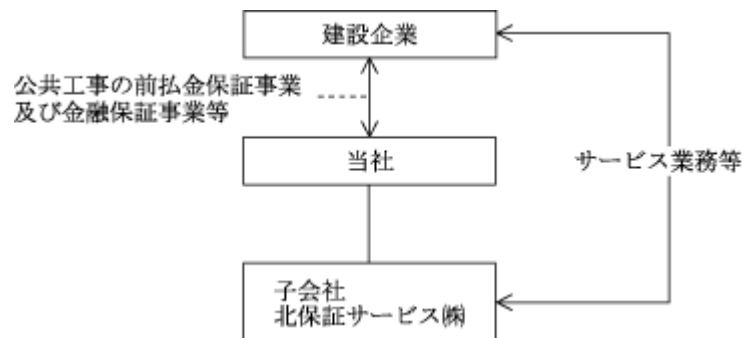 建設企業
公共工事の前払金保証事業
及び金融保証事業等
当社
サービス業務等
子会社
北保証サービス㈱